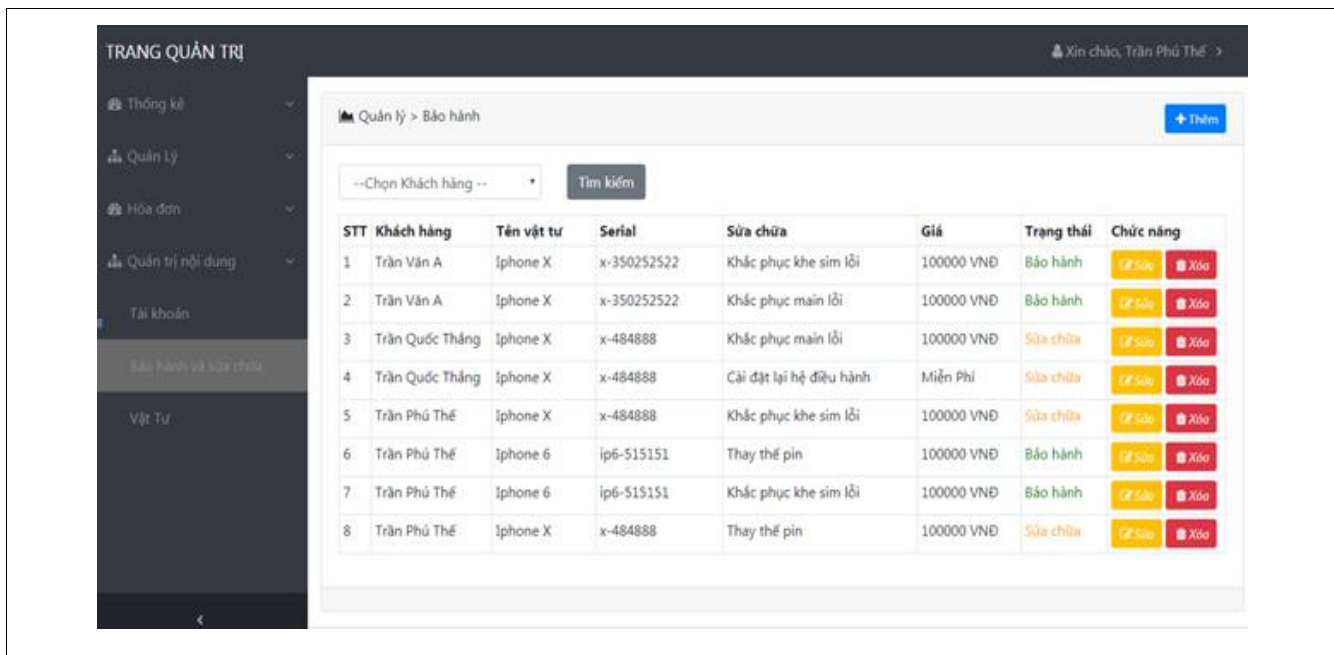 TRANG QUẢN TRỊ
Xin chào, Trần Phú Thế >
Thống kê
Quản Lý
Hóa đơn
Quản trị nội dung
Tài khoản
Bảo hành và sửa chữa
Vật Tư
Quản lý > Bảo hành
+ Thêm
--Chọn Khách hàng --
Tìm kiếm
STT Khách hàng Tên vật tư Serial Sửa chữa Giá Trạng thái Chức năng
1 Trần Văn A Iphone X x-350252522 Khắc phục khe sim lỗi 100000 VNĐ Bảo hành Sửa Xóa
2 Trần Văn A Iphone X x-350252522 Khắc phục main lỗi 100000 VNĐ Bảo hành Sửa Xóa
3 Trần Quốc Thắng Iphone X x-484888 Khắc phục main lỗi 100000 VNĐ Sửa chữa Sửa Xóa
4 Trần Quốc Thắng Iphone X x-484888 Cài đặt lại hệ điều hành Miễn Phí Sửa chữa Sửa Xóa
5 Trần Phú Thế Iphone X x-484888 Khắc phục khe sim lỗi 100000 VNĐ Sửa chữa Sửa Xóa
6 Trần Phú Thế Iphone 6 ip6-515151 Thay thế pin 100000 VNĐ Bảo hành Sửa Xóa
7 Trần Phú Thế Iphone 6 ip6-515151 Khắc phục khe sim lỗi 100000 VNĐ Bảo hành Sửa Xóa
8 Trần Phú Thế Iphone X x-484888 Thay thế pin 100000 VNĐ Sửa chữa Sửa Xóa